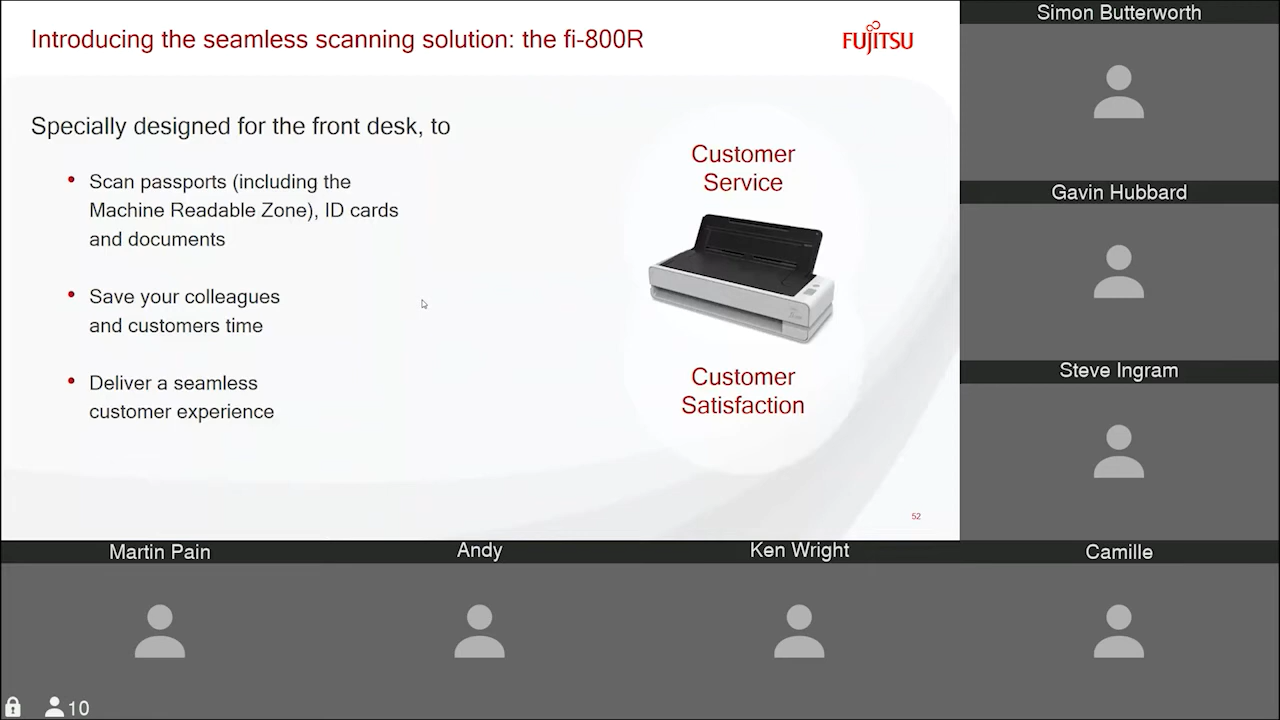 Introducing the seamless scanning solution: the fi-800R
FUJITSU
Specially designed for the front desk, to
• Scan passports (including the
Machine Readable Zone), ID cards
and documents
• Save your colleagues
and customers time
• Deliver a seamless
customer experience
Customer
Service
Customer
Satisfaction
52
Simon Butterworth
Gavin Hubbard
Steve Ingram
Martin Pain
Andy
Ken Wright
Camille
10